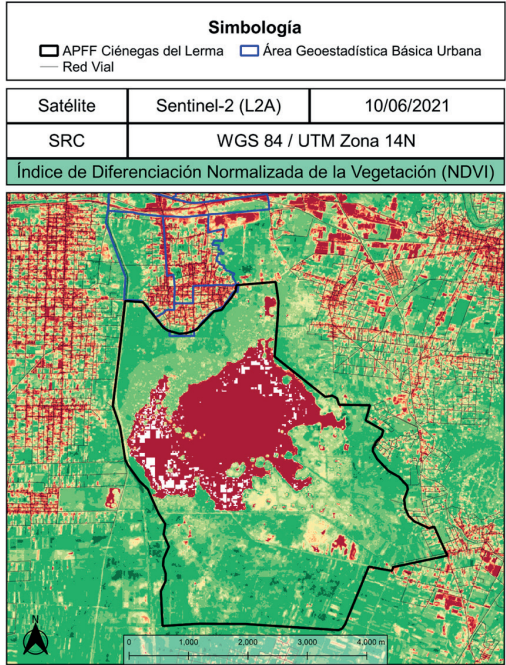 Simbología
APFF Ciénegas del Lerma Área Geoestadística Básica Urbana
Red Vial
Satélite Sentinel-2 (L2A) 10/06/2021
SRC WGS 84 / UTM Zona 14N
Índice de Diferenciación Normalizada de la Vegetación (NDVI)
N
0 1,000 2,000 3,000 4,000 m